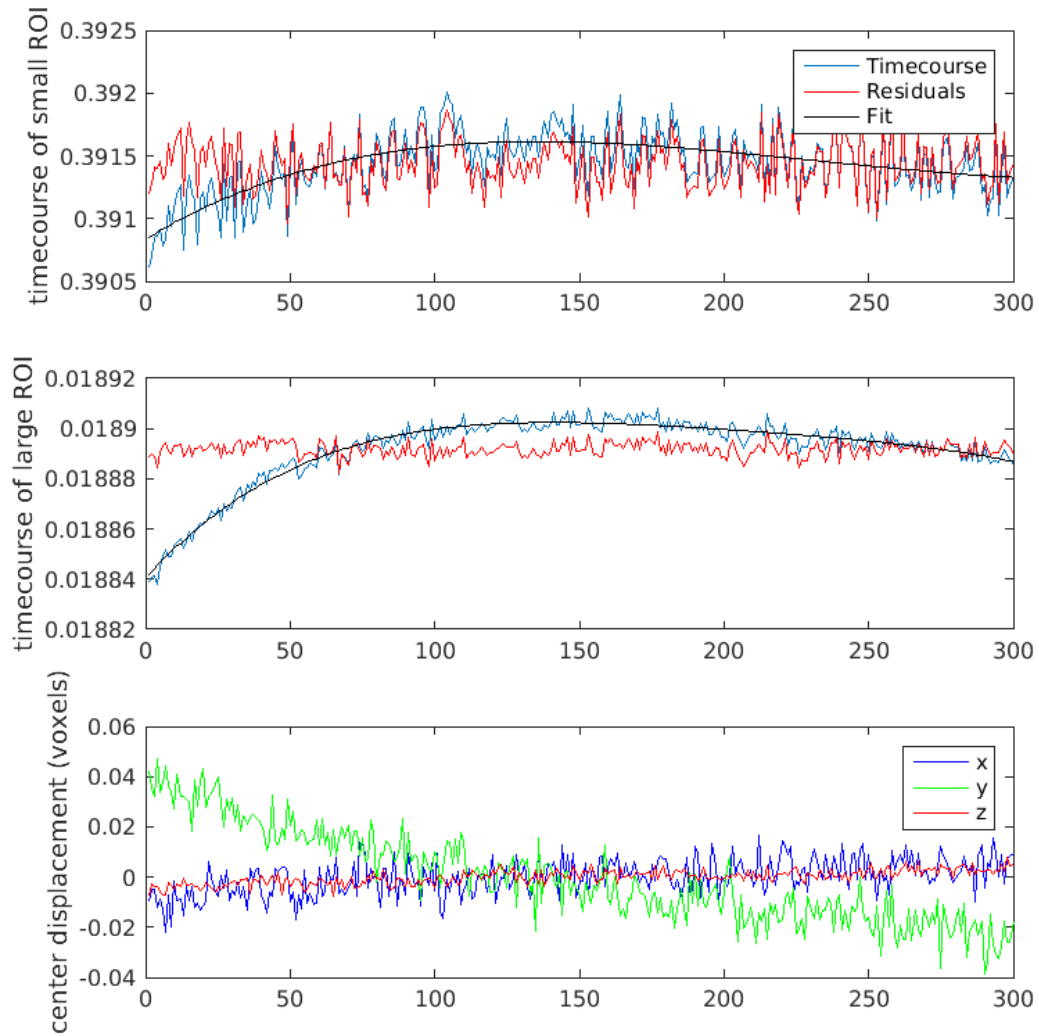 timecourse of small ROI
0.3925
0.392
0.3915
0.391
0.3905
Timecourse
Residuals
Fit
0 50 100 150 200 250 300
timecourse of large ROI
0.01892
0.0189
0.01888
0.01886
0.01884
0.01882
0 50 100 150 200 250 300
center displacement (voxels)
0.06
0.04
0.02
0
-0.02
-0.04
x
y
z
0 50 100 150 200 250 300